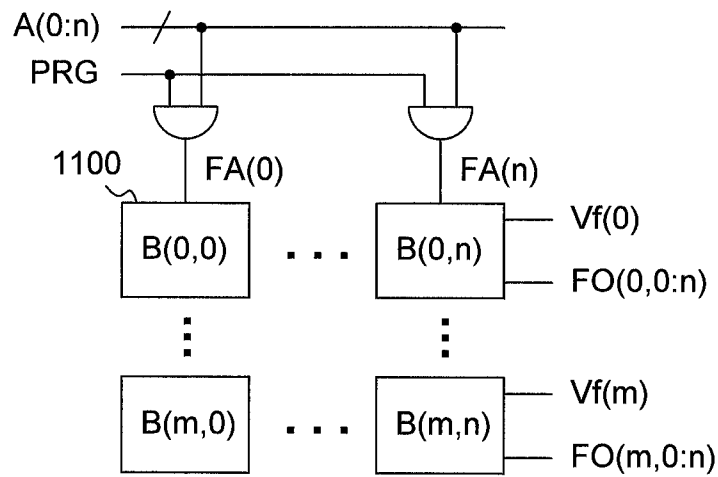 A(0:n)
PRG
1100
FA(0)
FA(n)
B(0,0)
. . .
B(0,n)
Vf(0)
FO(0,0:n)
B(m,0)
. . .
B(m,n)
Vf(m)
FO(m,0:n)